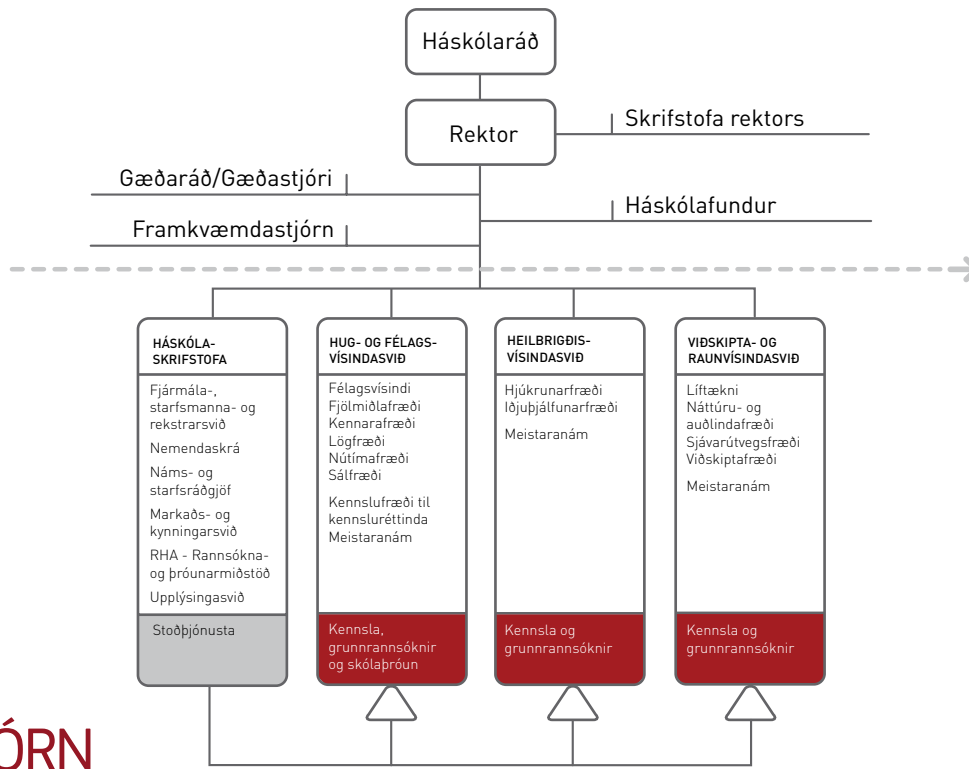 Háskólaráð
Rektor
Skrifstofa rektors
Gæðaráð/Gæðastjóri
Háskólafundur
Framkvæmdastjórn
HÁSKÓLA-
SKRIFSTOFA
Fjármála-,
starfsmanna- og
rekstrarsvið
Nemendaskrá
Náms- og
starfsráðgjöf
Markaðs- og
kynningarsvið
RHA - Rannsókna-
og þróunarmiðstöð
Upplýsingasvið
Stoðþjónusta
HUG- OG FÉLAGS-
VÍSINDASVIÐ
Félagsvísindi
Fjölmiðlafræði
Kennarafræði
Lögfræði
Nútímafræði
Sálfræði
Kennslufræði til
kennsluréttinda
Meistaranám
Kennsla,
grunnrannsóknir
og skólaþróun
HEILBRIGÐIS-
VÍSINDASVIÐ
Hjúkrunarfræði
Iðjuþjálfunarfræði
Meistaranám
Kennsla og
grunnrannsóknir
VIÐSKIPTA- OG
RAUNVÍSINDASVIÐ
Líftækni
Náttúru- og
auðlindafræði
Sjávarútvegsfræði
Viðskiptafræði
Meistaranám
Kennsla og
grunnrannsóknir
ÓRN